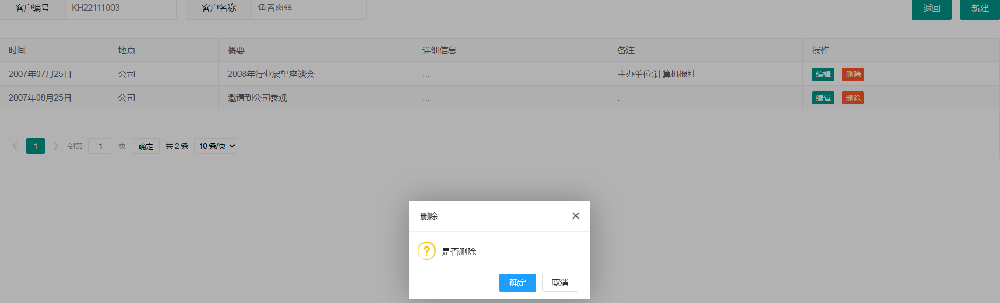 客户编号 KH22111003 客户名称 鱼香肉丝 返回 新建
时间 地点 概要 详细信息 备注 操作
2007年07月25日 公司 2008年行业展望座谈会 ... 主办单位:计算机报社 编辑 删除
2007年08月25日 公司 邀请到公司参观 ... . 编辑 删除
1 到第 1 页 确定 共 2 条 10 条/页
删除
是否删除
确定 取消